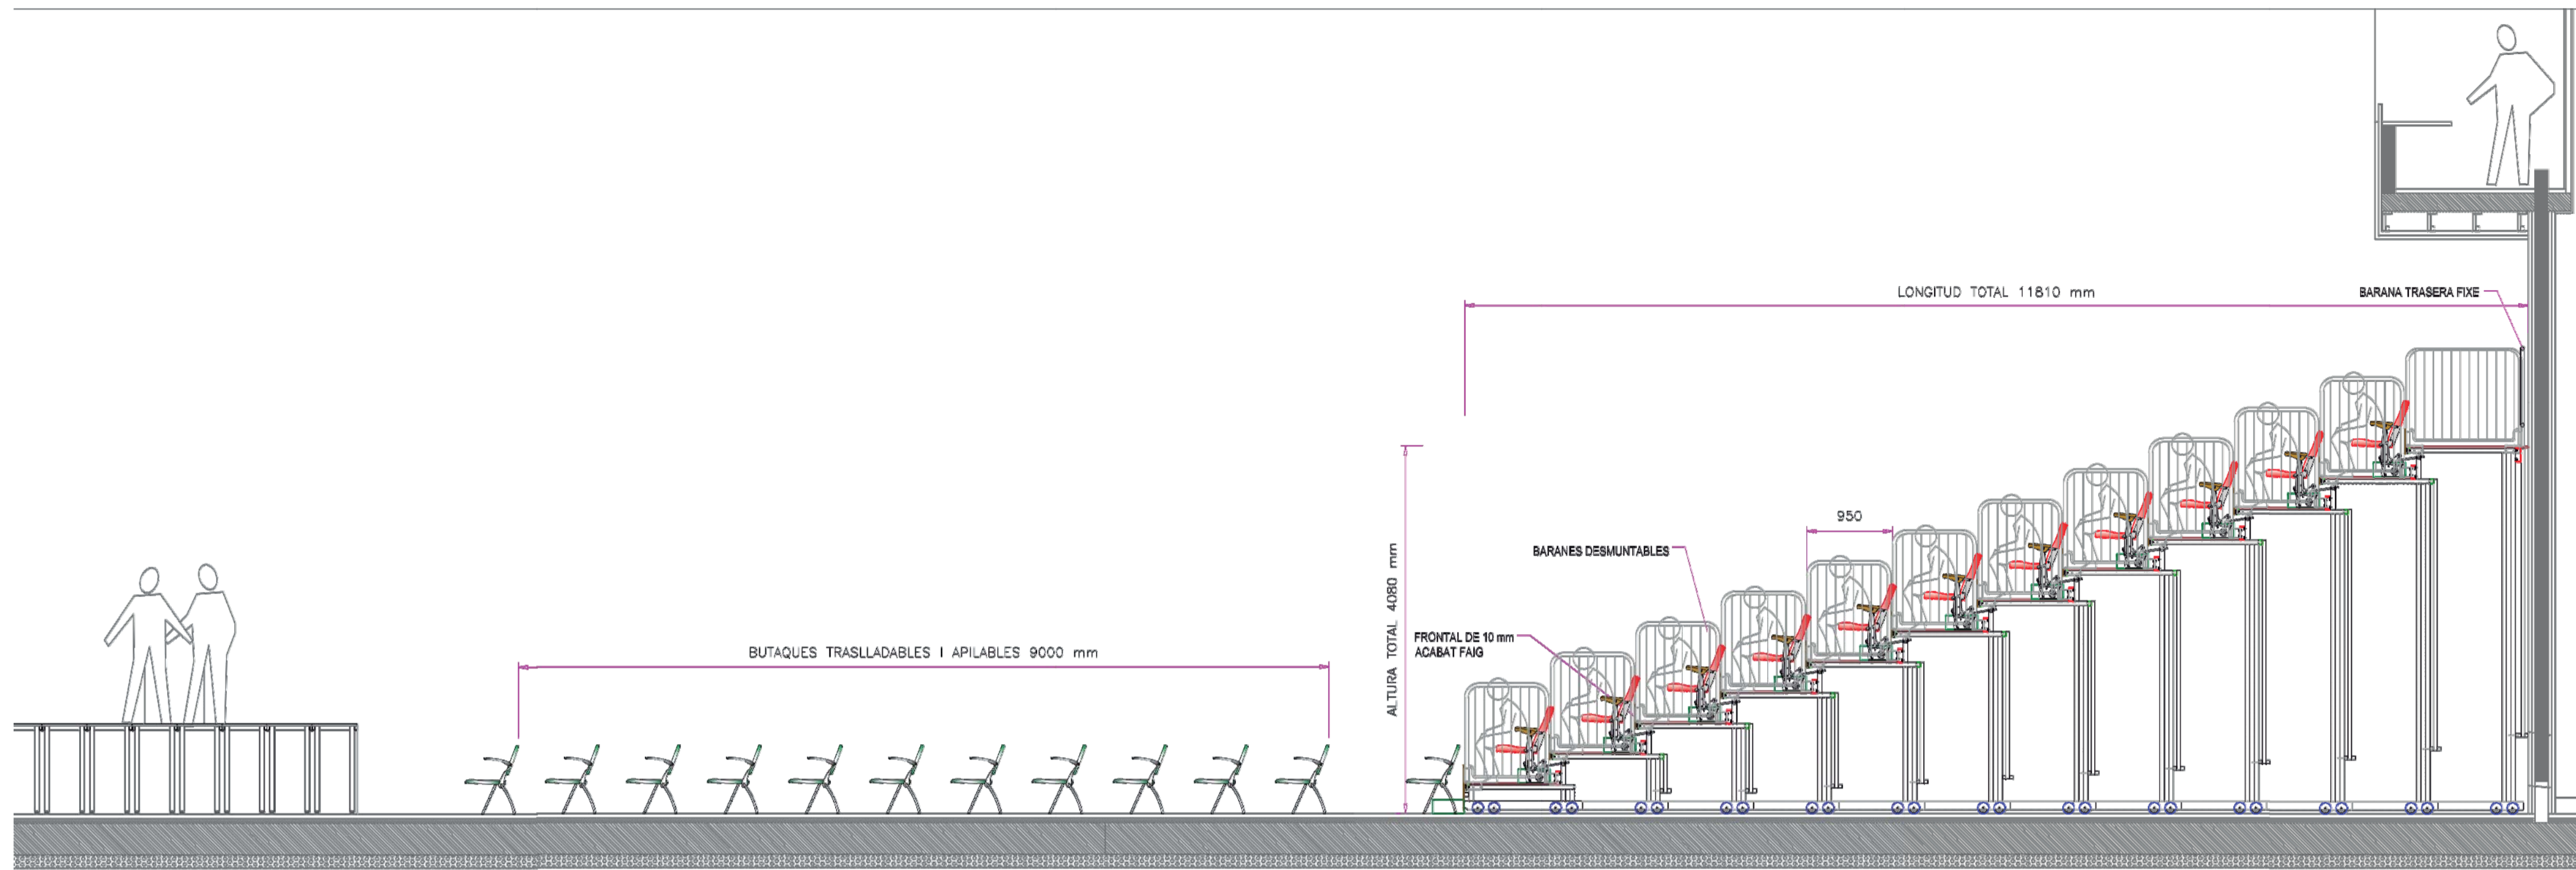 LONGITUD TOTAL 11810 mm
BARANA TRASERA FIXE
950
BARANES DESMUNTABLES
ALTURA TOTAL 4080 mm
FRONTAL DE 10 mm
ACABAT FAIG
BUTAQUES TRASLLADABLES I APILABLES 9000 mm